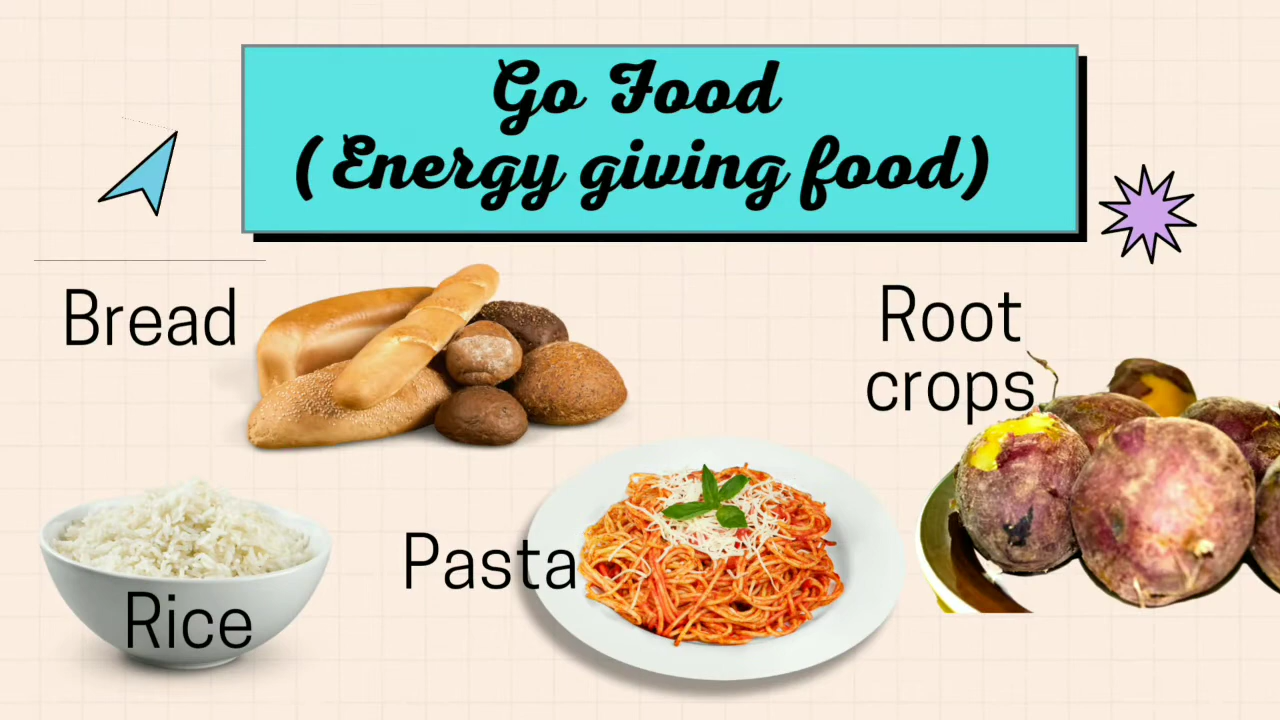 Go Food
( Energy giving food)
Bread
Root
crops
Pasta
Rice